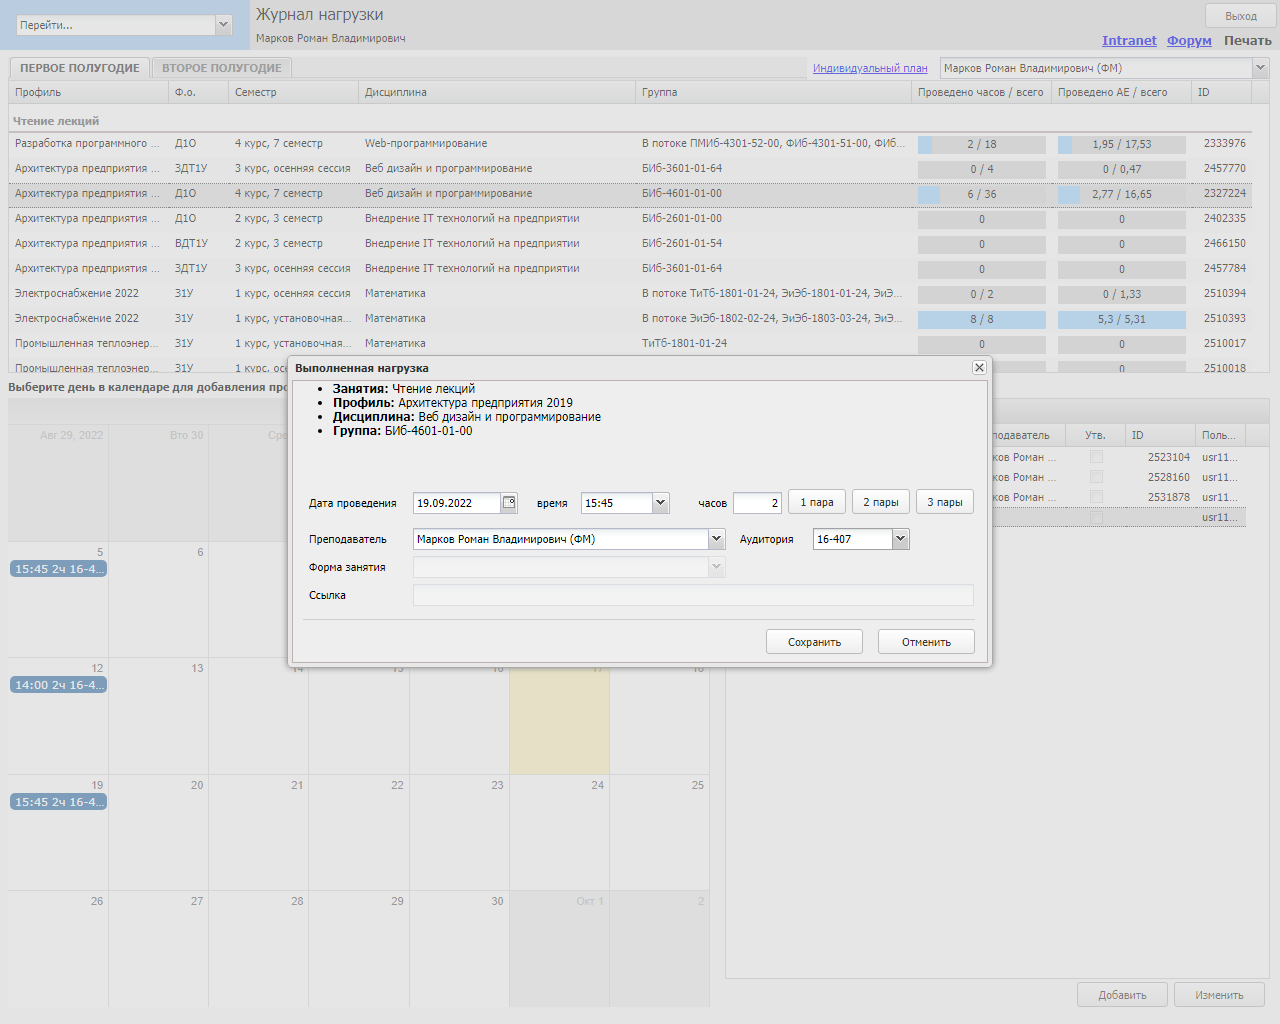 Перейти...
Журнал нагрузки
Марков Роман Владимирович
Выход
Intranet Форум Печать
ПЕРВОЕ ПОЛУГОДИЕ ВТОРОЕ ПОЛУГОДИЕ Индивидуальный план Марков Роман Владимирович (ФМ)
Профиль Ф.о. Семестр Дисциплина Группа Проведено часов / всего Проведено АЕ / всего ID
Чтение лекций
Разработка программного ... Д1О 4 курс, 7 семестр Web-программирование В потоке ПМИб-4301-52-00, ФИб-4301-51-00, ФИб... 2 / 18 1,95 / 17,53 2333976
Архитектура предприятия ... ЗДТ1У 3 курс, осенняя сессия Веб дизайн и программирование БИб-3601-01-64 0 / 4 0 / 0,47 2457770
Архитектура предприятия ... Д1О 4 курс, 7 семестр Веб дизайн и программирование БИб-4601-01-00 6 / 36 2,77 / 16,65 2327224
Архитектура предприятия ... Д1О 2 курс, 3 семестр Внедрение IT технологий на предприятии БИб-2601-01-00 0 0 2402335
Архитектура предприятия ... ВДТ1У 2 курс, 3 семестр Внедрение IT технологий на предприятии БИб-2601-01-54 0 0 2466150
Архитектура предприятия ... ЗДТ1У 3 курс, осенняя сессия Внедрение IT технологий на предприятии БИб-3601-01-64 0 0 2457784
Электроснабжение 2022 З1У 1 курс, осенняя сессия Математика В потоке ТиТб-1801-01-24, ЭиЭб-1801-01-24, ЭиЭ... 0 / 2 0 / 1,33 2510394
Электроснабжение 2022 З1У 1 курс, установочная... Математика В потоке ЭиЭб-1802-02-24, ЭиЭб-1803-03-24, ЭиЭ... 8 / 8 5,3 / 5,31 2510393
Промышленная теплоэнер... З1У 1 курс, установочная... Математика ТиТб-1801-01-24 0 0 2510017
Промышленная теплоэнер... З1У 1 курс, ос 0 2510018
Выберите день в календаре для добавления про
Выполненная нагрузка
Занятия: Чтение лекций
Профиль: Архитектура предприятия 2019
Дисциплина: Веб дизайн и программирование
Группа: БИб-4601-01-00
Дата проведения 19.09.2022 время 15:45 часов 2 1 пара 2 пары 3 пары
Преподаватель Марков Роман Владимирович (ФМ) Аудитория 16-407
Форма занятия
Ссылка
Сохранить Отменить
Авг 29, 2022 Вто 30 Сре
5 6
15:45 2ч 16-4...
12 13 14 15 16 17 18
14:00 2ч 16-4...
19 20 21 22 23 24 25
15:45 2ч 16-4...
26 27 28 29 30 Окт 1 2
подаватель Утв. ID Поль...
ков Роман ... 2523104 usr11...
ков Роман ... 2528160 usr11...
ков Роман ... 2531878 usr11...
usr11...
Добавить Изменить